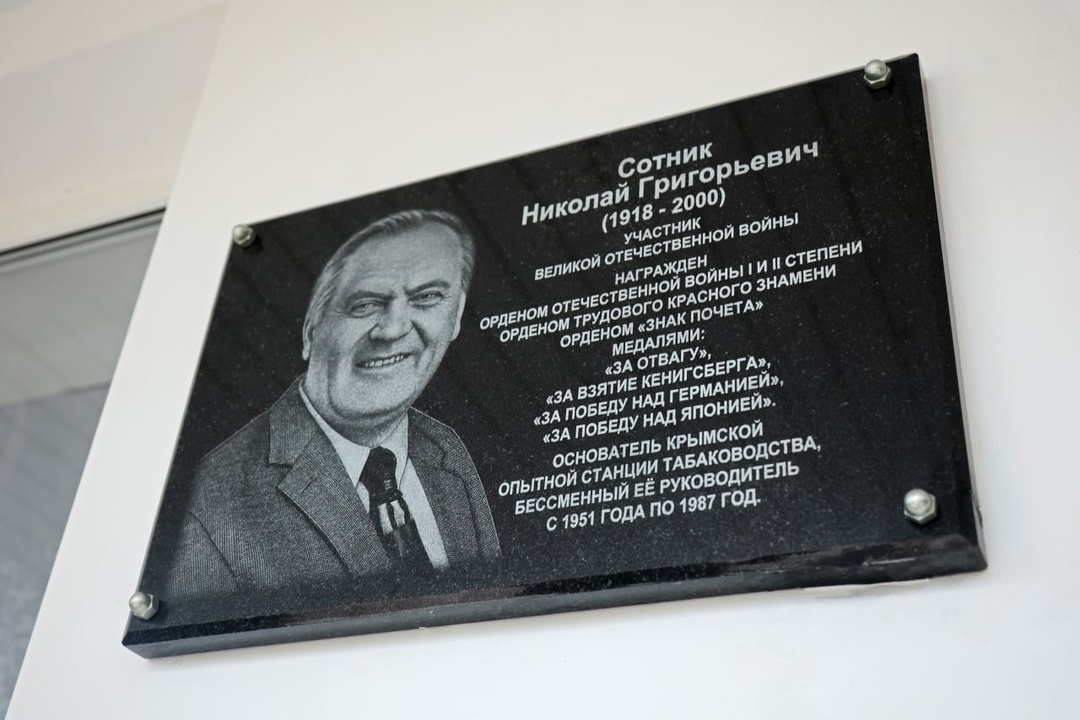 Сотник
Николай Григорьевич
(1918 - 2000)
УЧАСТНИК
ВЕЛИКОЙ ОТЕЧЕСТВЕННОЙ ВОЙНЫ
НАГРАЖДЕН
ОРДЕНОМ ОТЕЧЕСТВЕННОЙ ВОЙНЫ I И II СТЕПЕНИ
ОРДЕНОМ ТРУДОВОГО КРАСНОГО ЗНАМЕНИ
ОРДЕНОМ «ЗНАК ПОЧЕТА»
МЕДАЛЯМИ:
«ЗА ОТВАГУ»,
«ЗА ВЗЯТИЕ КЕНИГСБЕРГА»,
«ЗА ПОБЕДУ НАД ГЕРМАНИЕЙ»,
«ЗА ПОБЕДУ НАД ЯПОНИЕЙ».
ОСНОВАТЕЛЬ КРЫМСКОЙ
ОПЫТНОЙ СТАНЦИИ ТАБАКОВОДСТВА,
БЕССМЕННЫЙ ЕЁ РУКОВОДИТЕЛЬ
С 1951 ГОДА ПО 1987 ГОД.